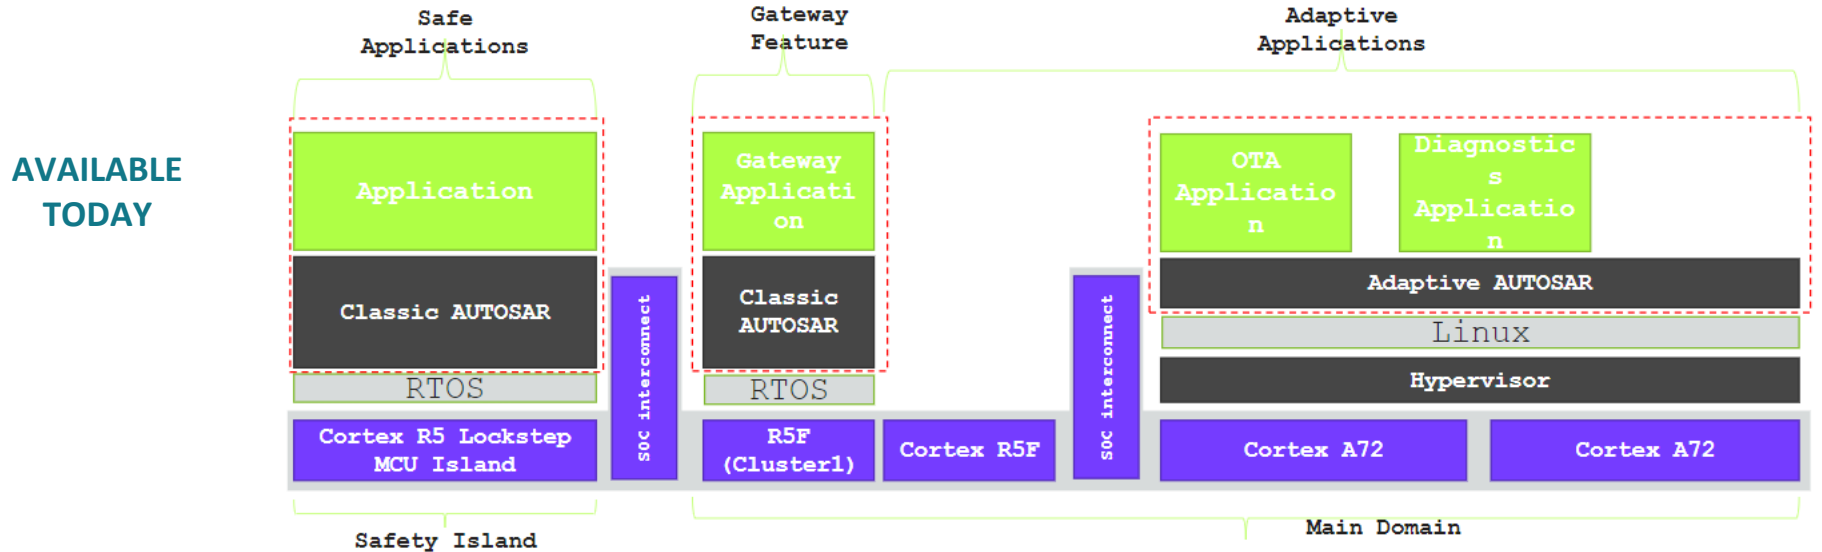 Safe
Applications
Gateway
Feature
Adaptive
Applications
AVAILABLE
TODAY
Application
Gateway
Applicati
on
OTA
Applicatio
n
Diagnostic
s
Applicatio
n
Classic AUTOSAR
Classic
AUTOSAR
Adaptive AUTOSAR
Linux
Hypervisor
RTOS
RTOS
SOC interconnect
SOC interconnect
Cortex R5 Lockstep
MCU Island
R5F
(Cluster1)
Cortex R5F
Cortex A72
Cortex A72
Safety Island
Main Domain